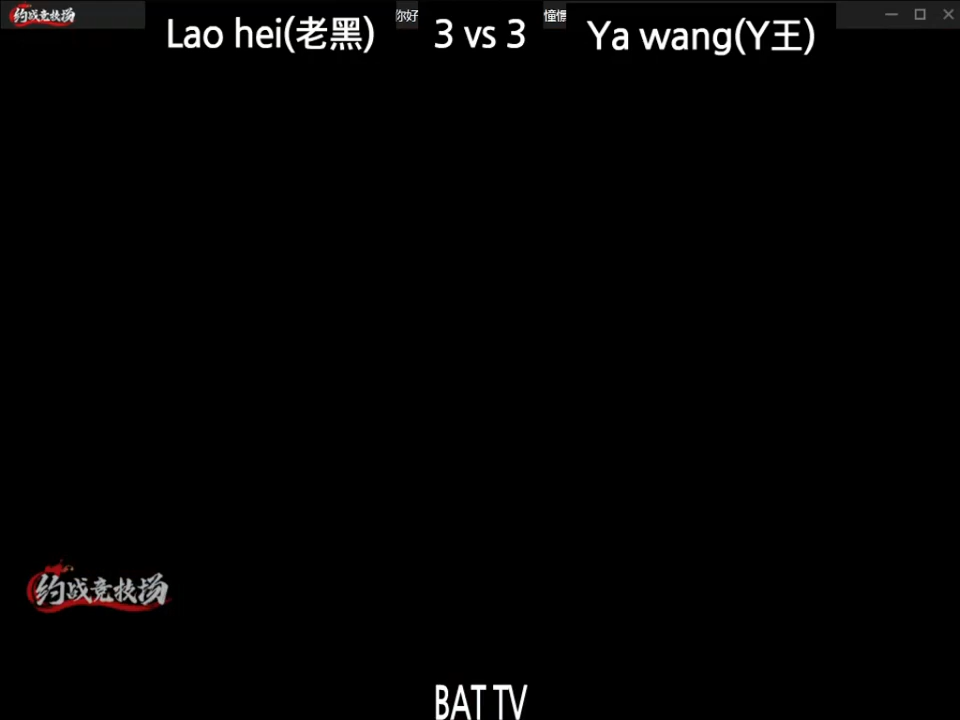 约战竞技场
Lao hei(老黑)
你好
3 vs 3
憧憬
Ya wang(Y王)
约战竞技场
BAT TV